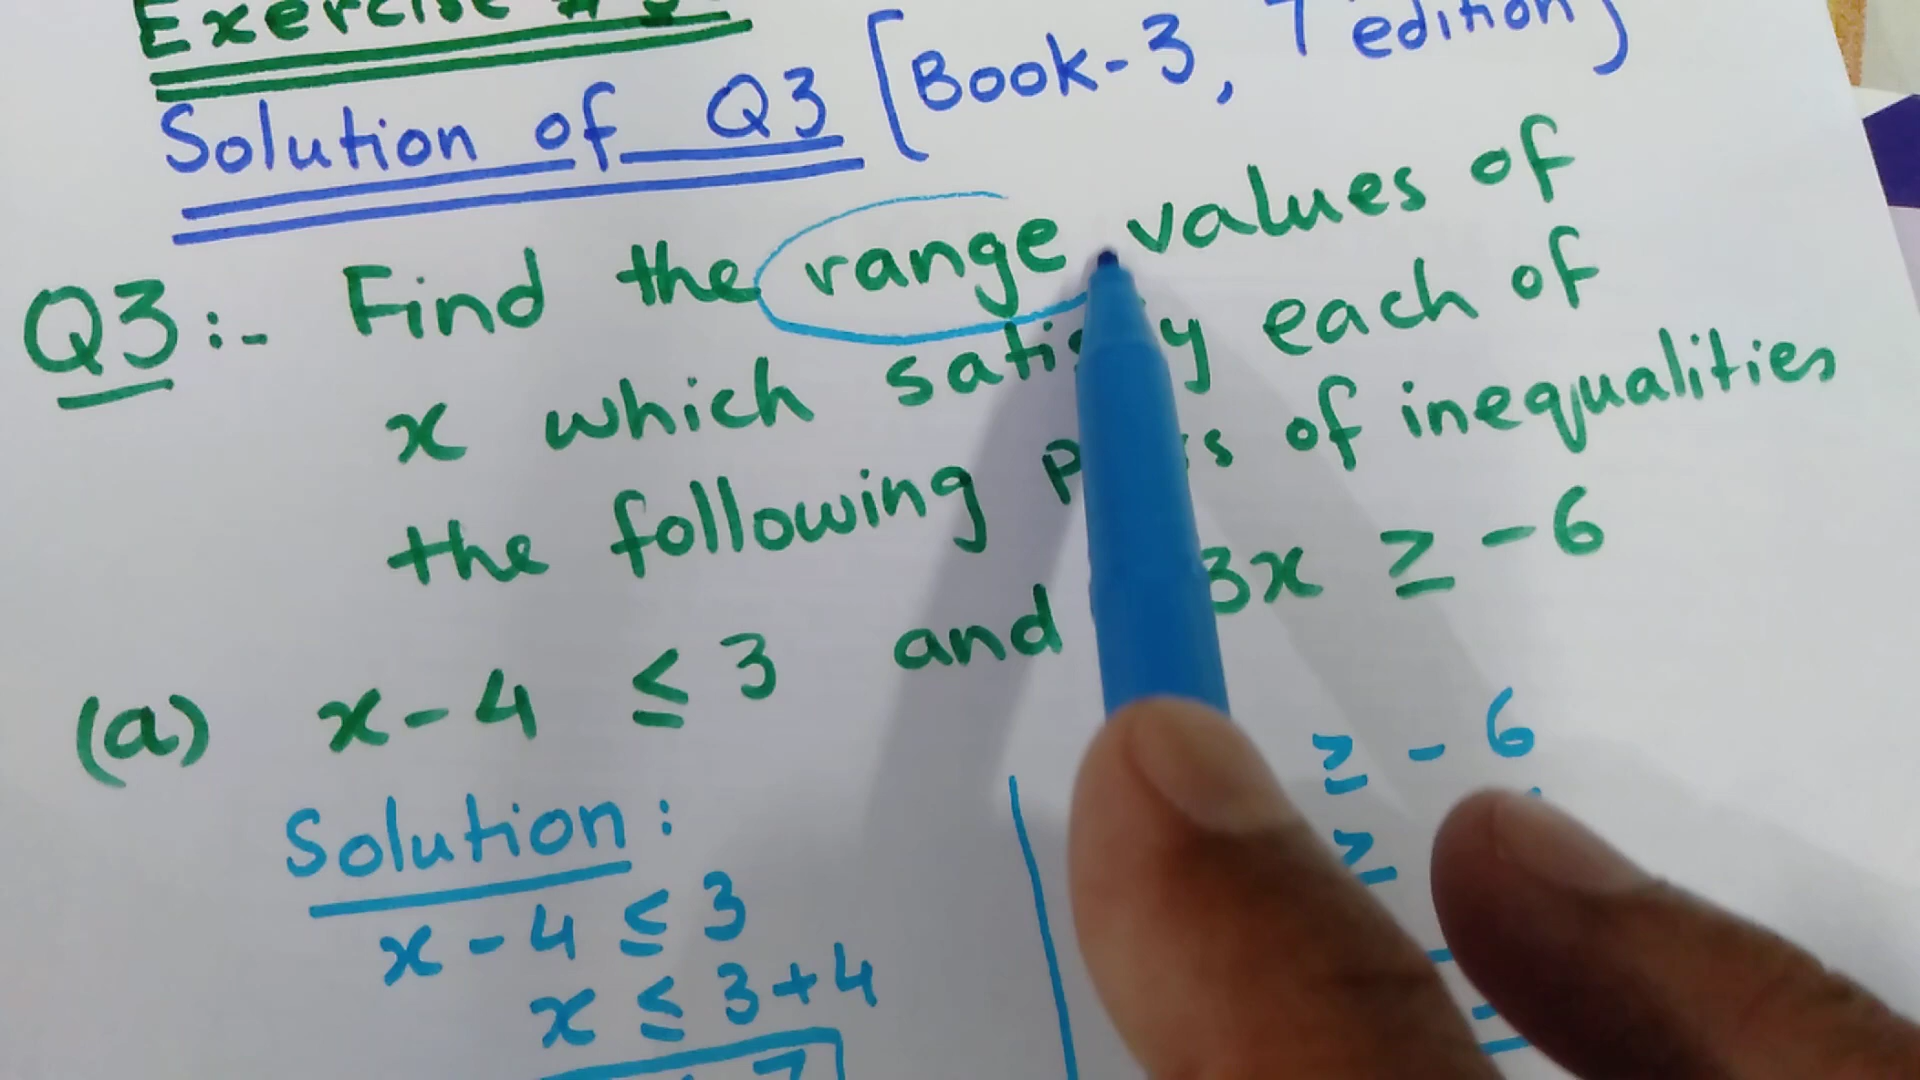 Exercise #
Solution of Q3 [Book-3, 7 edition]
Q3:- Find the range values of
x which satisfy each of
the following of inequalities
(a) x-4 ≤ 3 and 3x ≥ -6
Solution:
x-4 ≤ 3
x ≤ 3+4
≥ -6
≥